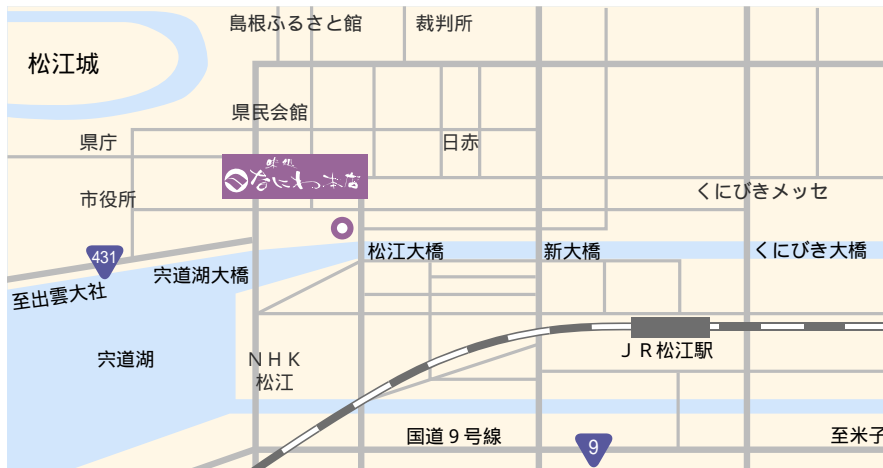 島根ふるさと館
裁判所
松江城
県民会館
県庁
日赤
味処
なにわ本店
市役所
くにびきメッセ
松江大橋
新大橋
くにびき大橋
431
宍道湖大橋
至出雲大社
宍道湖
ＮＨＫ
松江
ＪＲ松江駅
国道９号線
9
至米子